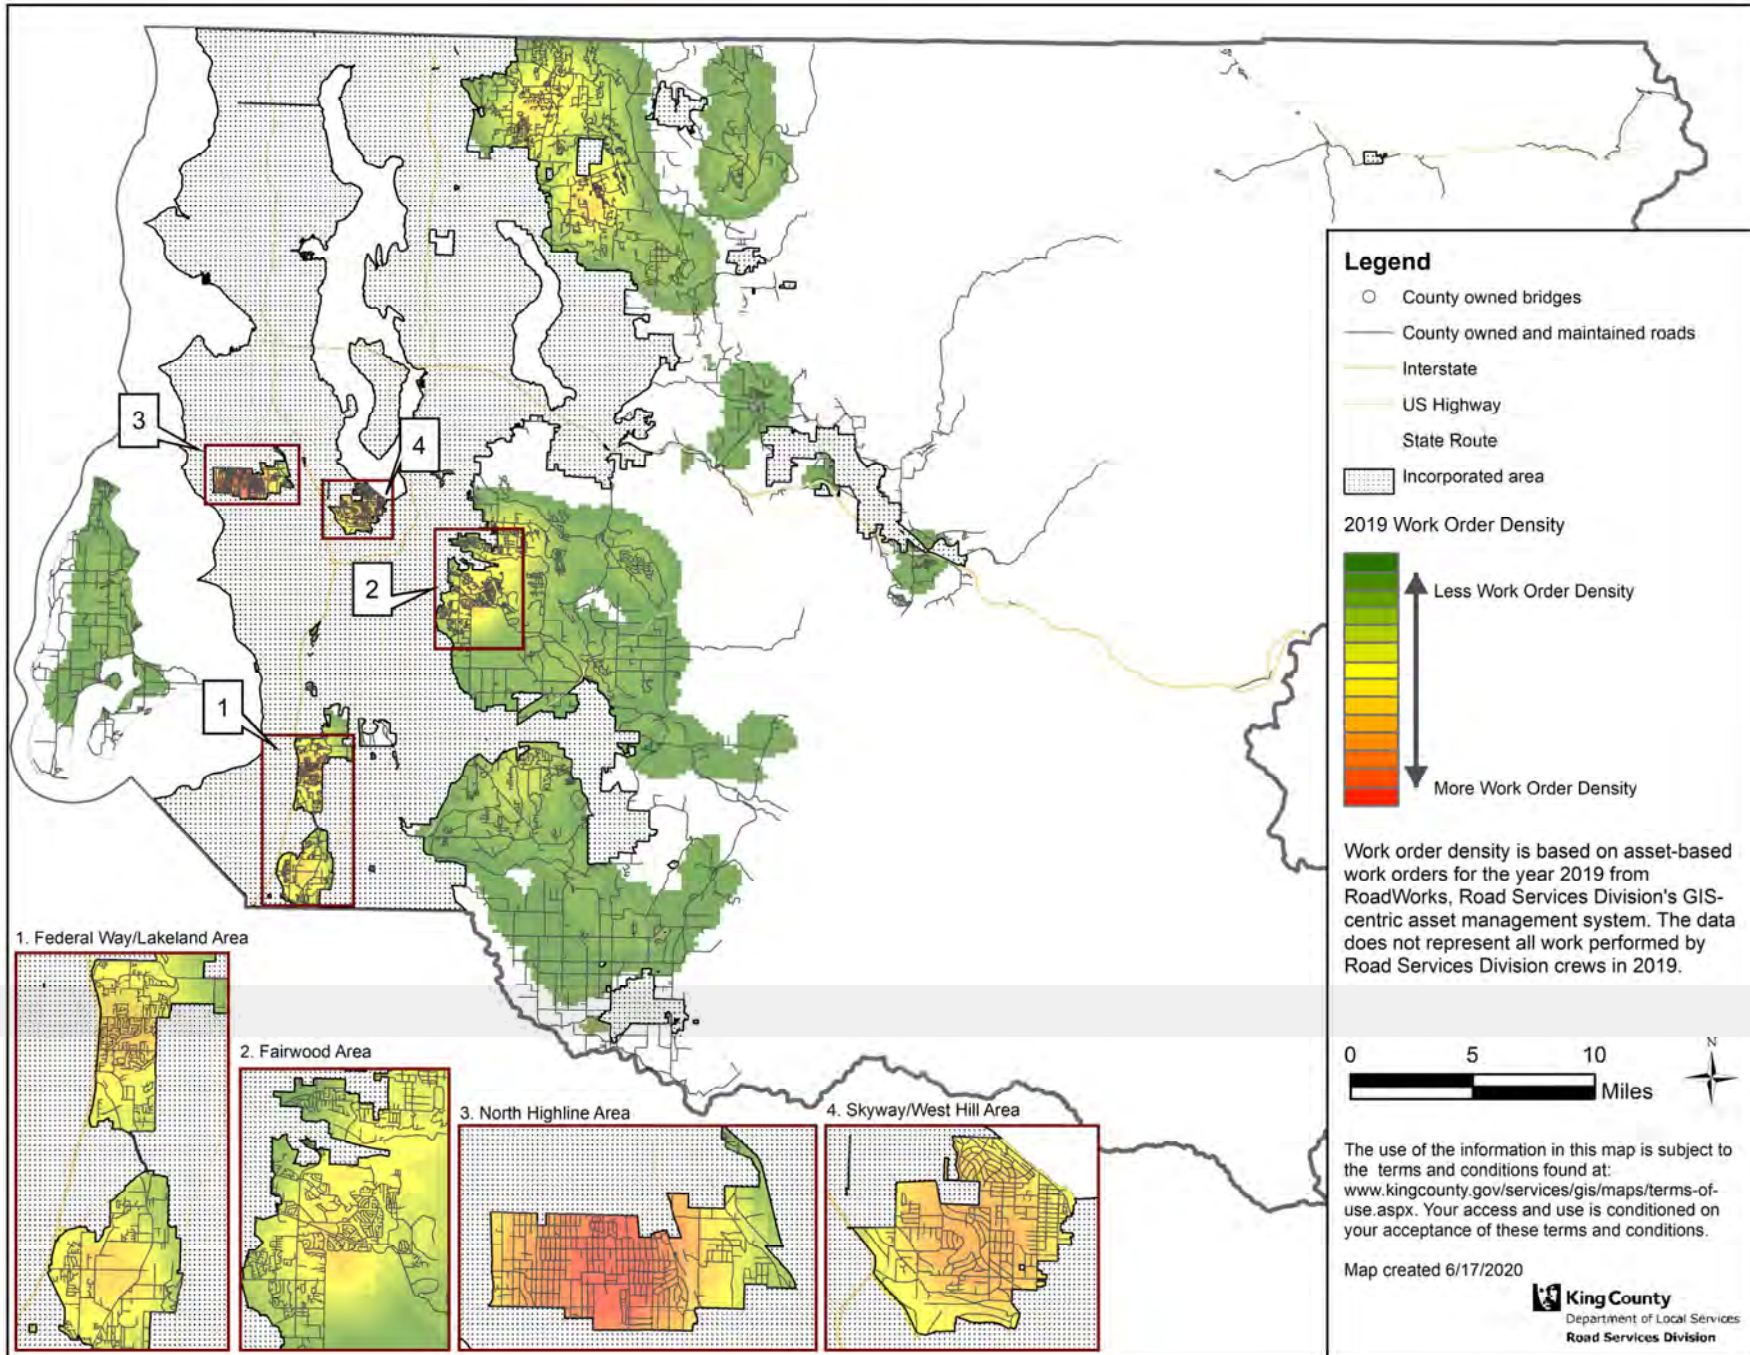 3
4
2
1
Legend
County owned bridges
County owned and maintained roads
Interstate
US Highway
State Route
Incorporated area
2019 Work Order Density
Less Work Order Density
More Work Order Density
Work order density is based on asset-based
work orders for the year 2019 from
RoadWorks, Road Services Division's GIS-
centric asset management system. The data
does not represent all work performed by
Road Services Division crews in 2019.
N
0 5 10
Miles
The use of the information in this map is subject to
the terms and conditions found at:
www.kingcounty.gov/services/gis/maps/terms-of-
use.aspx. Your access and use is conditioned on
your acceptance of these terms and conditions.
Map created 6/17/2020
King County
Department of Local Services
Road Services Division
1. Federal Way/Lakeland Area
2. Fairwood Area
3. North Highline Area
4. Skyway/West Hill Area